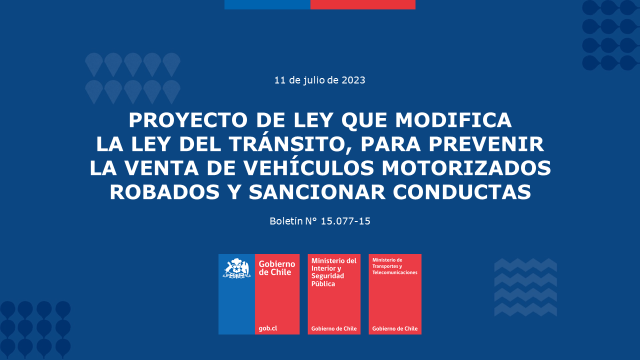 11 de julio de 2023
PROYECTO DE LEY QUE MODIFICA
LA LEY DEL TRÁNSITO, PARA PREVENIR
LA VENTA DE VEHÍCULOS MOTORIZADOS
ROBADOS Y SANCIONAR CONDUCTAS
Boletín N° 15.077-15
Gobierno
de Chile
gob.cl
Ministerio del
Interior y
Seguridad
Pública
Gobierno de Chile
Ministerio de
Transportes y
Telecomunicaciones
Gobierno de Chile